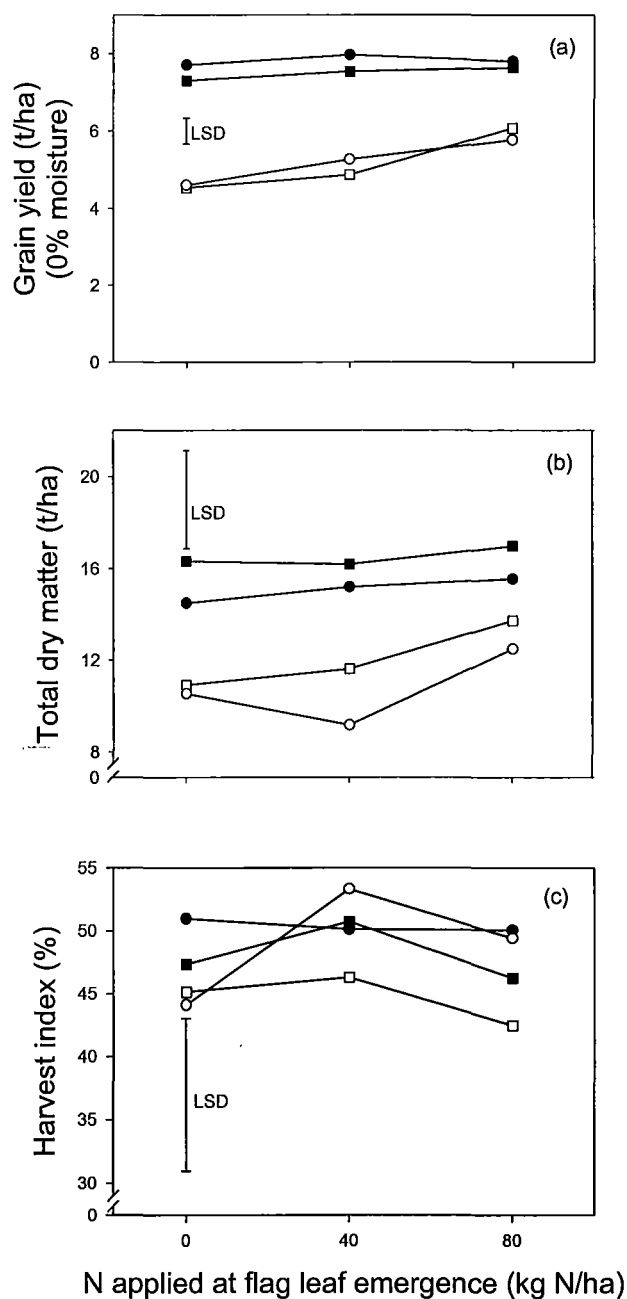 Grain yield (t/ha)
(0% moisture)
8
6
4
2
0
(a)
LSD
Total dry matter (t/ha)
20
16
12
8
0
(b)
LSD
Harvest index (%)
55
50
45
40
35
30
0
(c)
LSD
0 40 80
N applied at flag leaf emergence (kg N/ha)